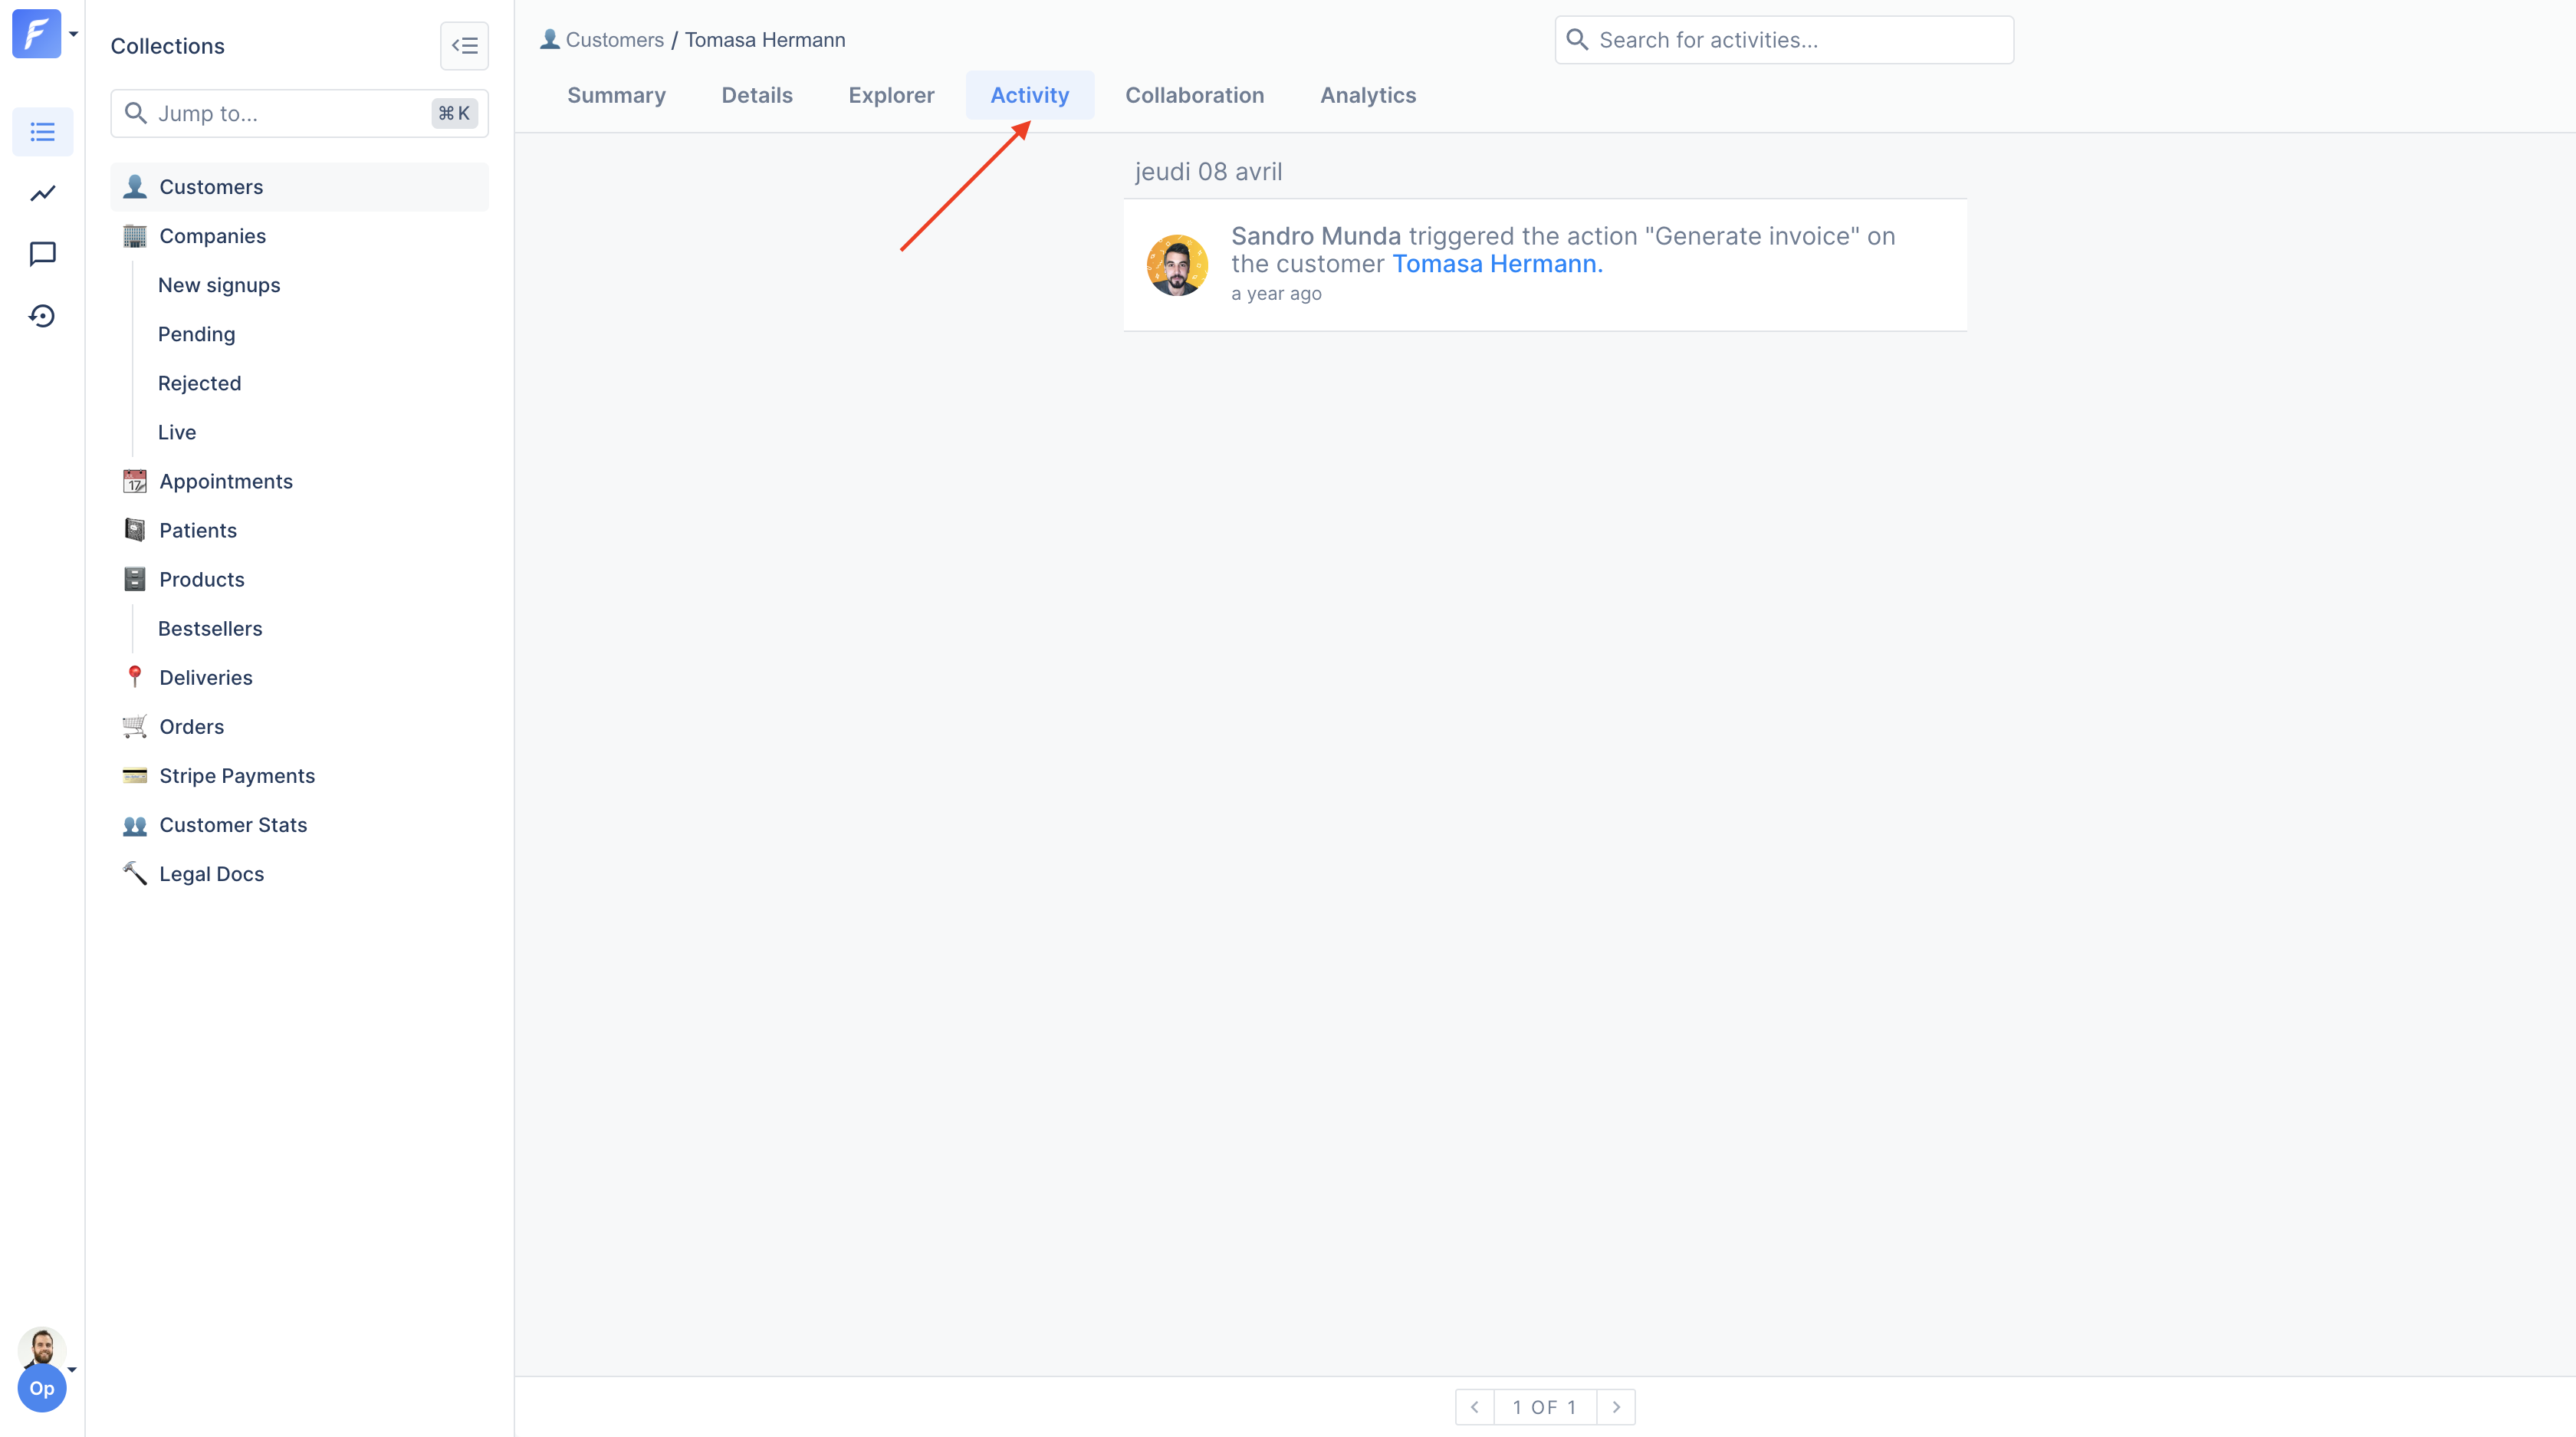 Collections
Jump to...
⌘ K
Customers
Companies
New signups
Pending
Rejected
Live
Appointments
Patients
Products
Bestsellers
Deliveries
Orders
Stripe Payments
Customer Stats
Legal Docs
Op
Customers / Tomasa Hermann
Search for activities...
Summary Details Explorer Activity Collaboration Analytics
jeudi 08 avril
Sandro Munda triggered the action "Generate invoice" on
the customer Tomasa Hermann.
a year ago
1 OF 1